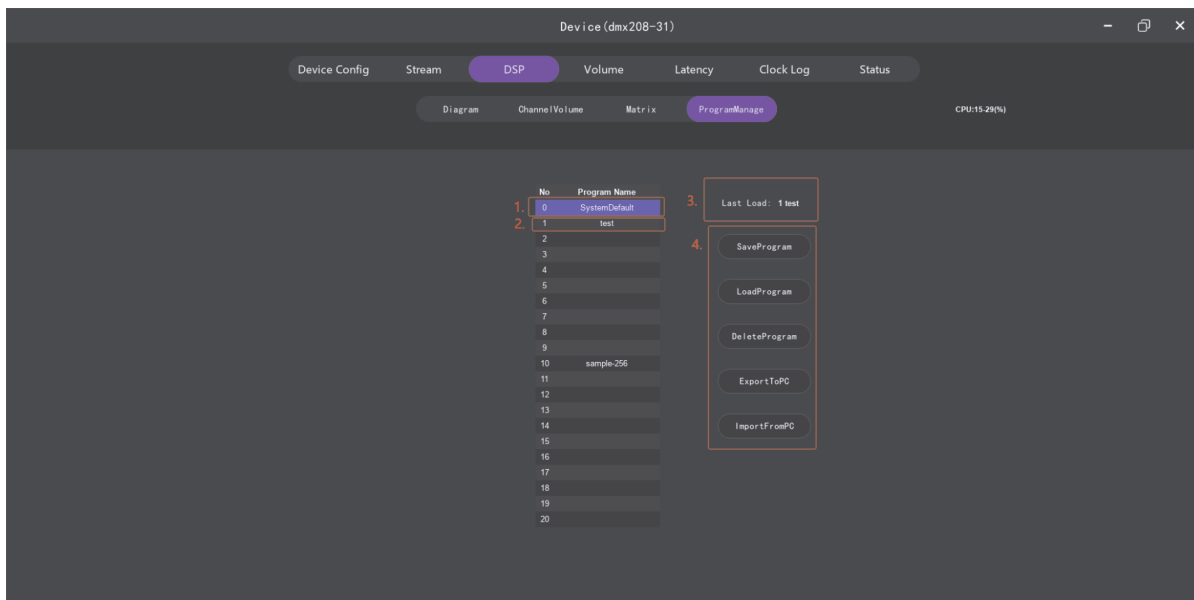 Device(dmx208-31)
Device Config Stream DSP Volume Latency Clock Log Status
Diagram ChannelVolume Matrix ProgramManage CPU:15-29(%)
No Program Name
1. 0 SystemDefault
2. 1 test
2
3
4
5
6
7
8
9
10 sample-256
11
12
13
14
15
16
17
18
19
20
3. Last Load: 1 test
4. SaveProgram
LoadProgram
DeleteProgram
ExportToPC
ImportFromPC